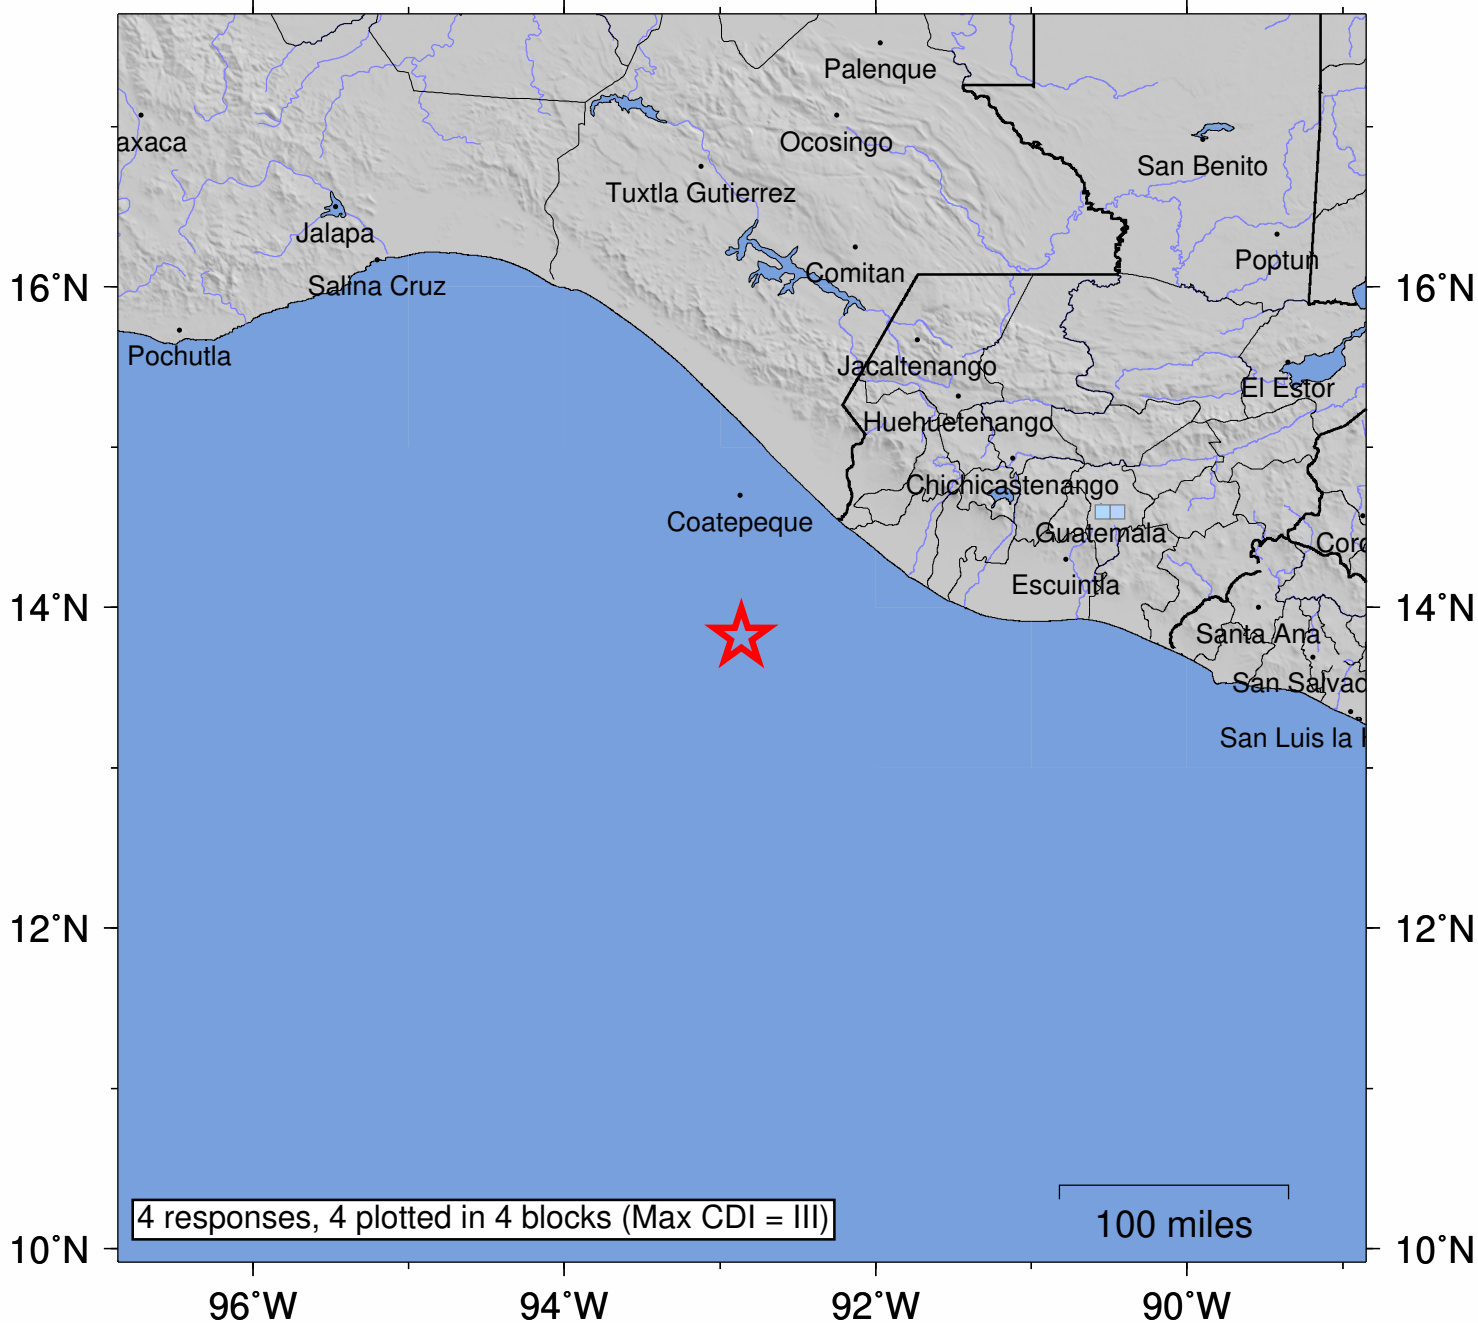 Palenque
Ocosingo
axaca
San Benito
Tuxtla Gutierrez
Jalapa
Poptun
Comitan
Salina Cruz
16°N
16°N
Pochutla
Jacaltenango
El Estor
Huehuetenango
Chichicastenango
Coatepeque
Guatemala
Coro
Escuintla
14°N
14°N
Santa Ana
San Salvad
San Luis la H
12°N
12°N
4 responses, 4 plotted in 4 blocks (Max CDI = III)
100 miles
10°N
10°N
96°W
94°W
92°W
90°W